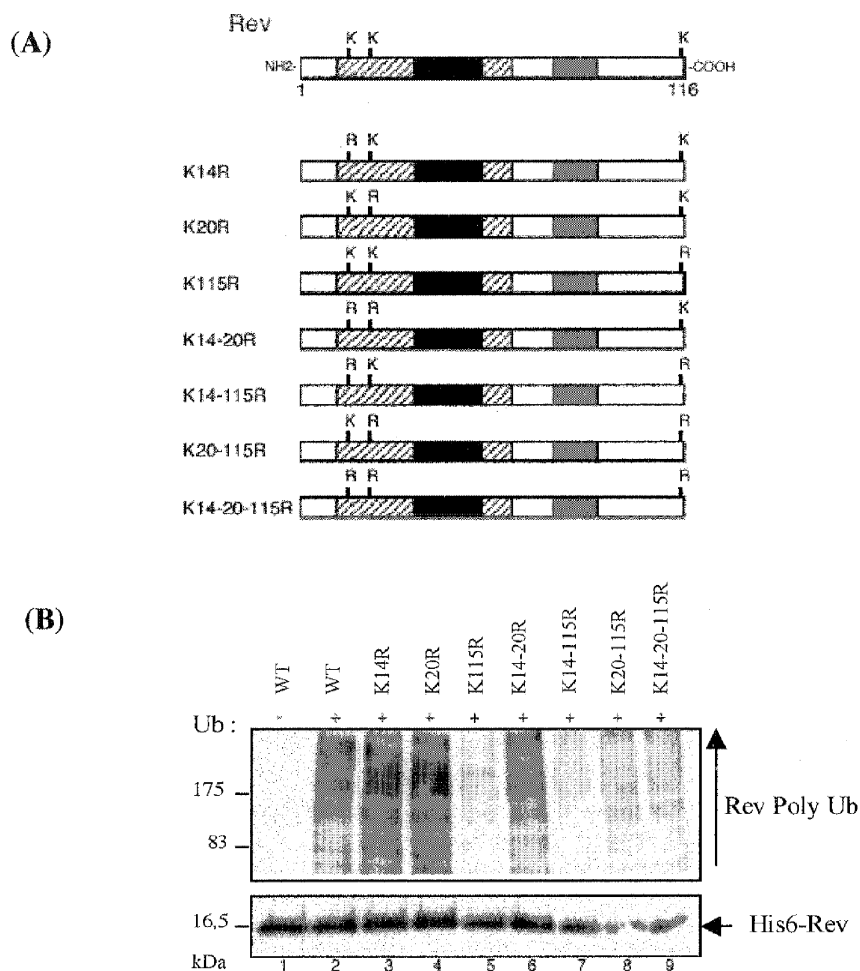 (A)
Rev
K K K
NH2- -COOH
1 116
R K K
K14R
K R K
K20R
K K R
K115R
R R K
K14-20R
R K R
K14-115R
K R R
K20-115R
R R R
K14-20-115R
(B)
WT WT K14R K20R K115R K14-20R K14-115R K20-115R K14-20-115R
Ub : - + + + + + + + +
175
Rev Poly Ub
83
16,5 His6-Rev
kDa 1 2 3 4 5 6 7 8 9